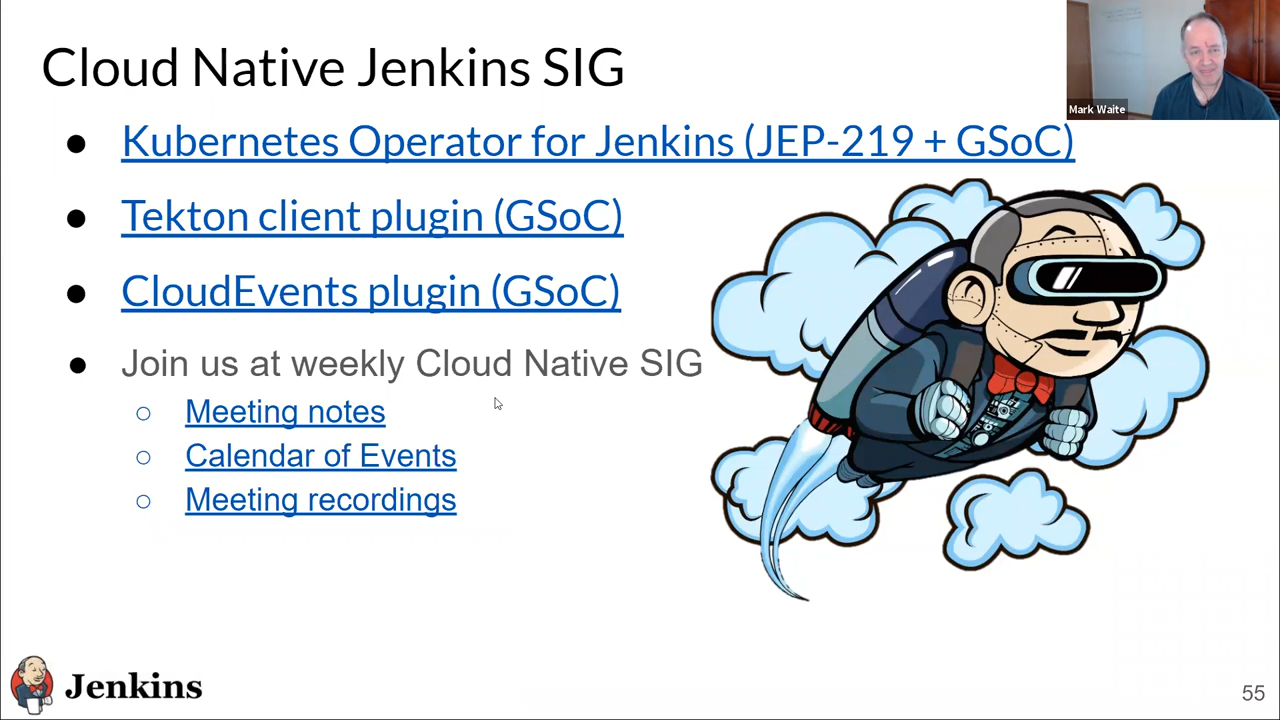 Cloud Native Jenkins SIG
Mark Waite
● Kubernetes Operator for Jenkins (JEP-219 + GSoC)
● Tekton client plugin (GSoC)
● CloudEvents plugin (GSoC)
● Join us at weekly Cloud Native SIG
○ Meeting notes
○ Calendar of Events
○ Meeting recordings
Jenkins
55